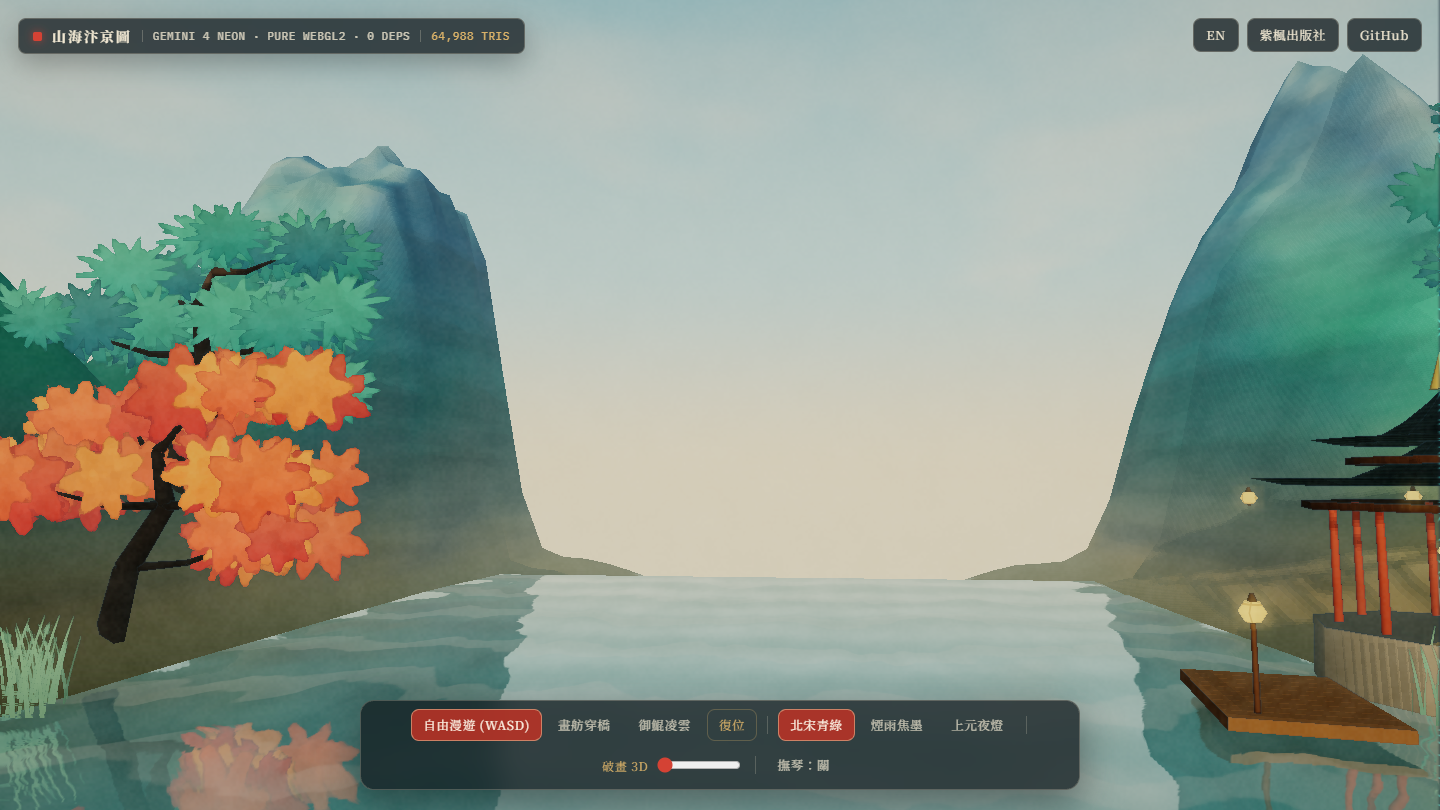 山海汴京圖 GEMINI 4 NEON · PURE WEBGL2 · 0 DEPS 64,988 TRIS
EN 紫楓出版社 GitHub
自由漫遊 (WASD) 畫舫穿橋 御鯤凌雲 復位 北宋青綠 煙雨焦墨 上元夜燈
破畫 3D 撫琴：關